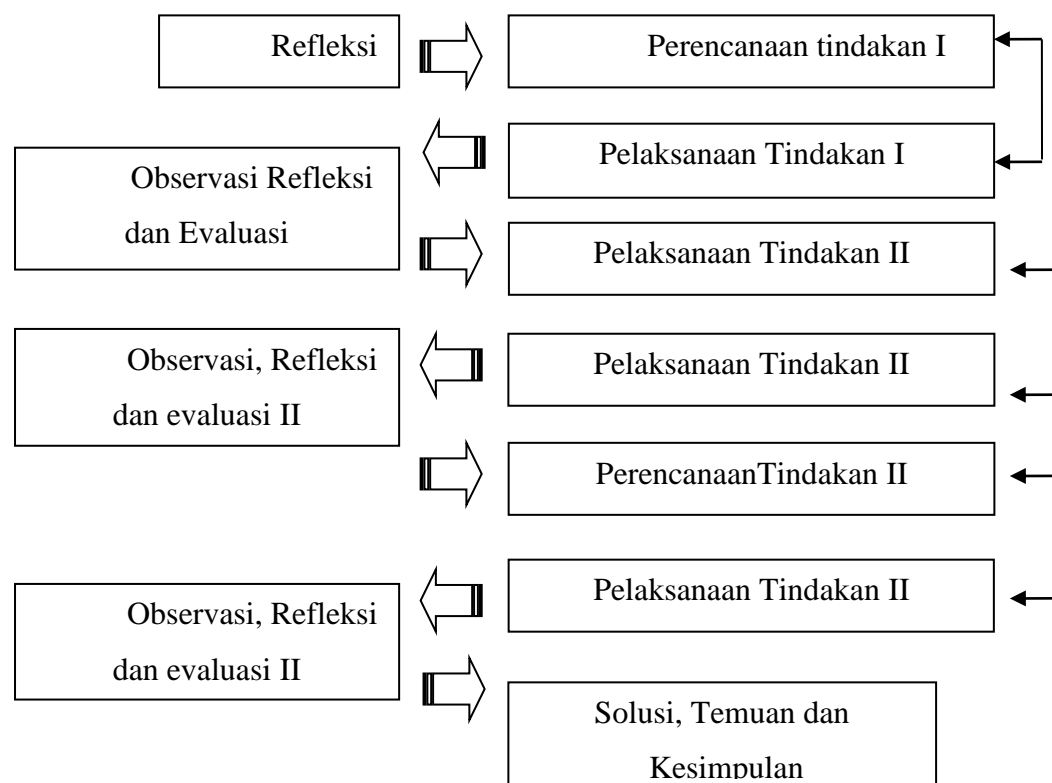 Refleksi
Perencanaan tindakan I
Pelaksanaan Tindakan I
Observasi Refleksi
dan Evaluasi
Pelaksanaan Tindakan II
Observasi, Refleksi
dan evaluasi II
Pelaksanaan Tindakan II
PerencanaanTindakan II
Pelaksanaan Tindakan II
Observasi, Refleksi
dan evaluasi II
Solusi, Temuan dan
Kesimpulan